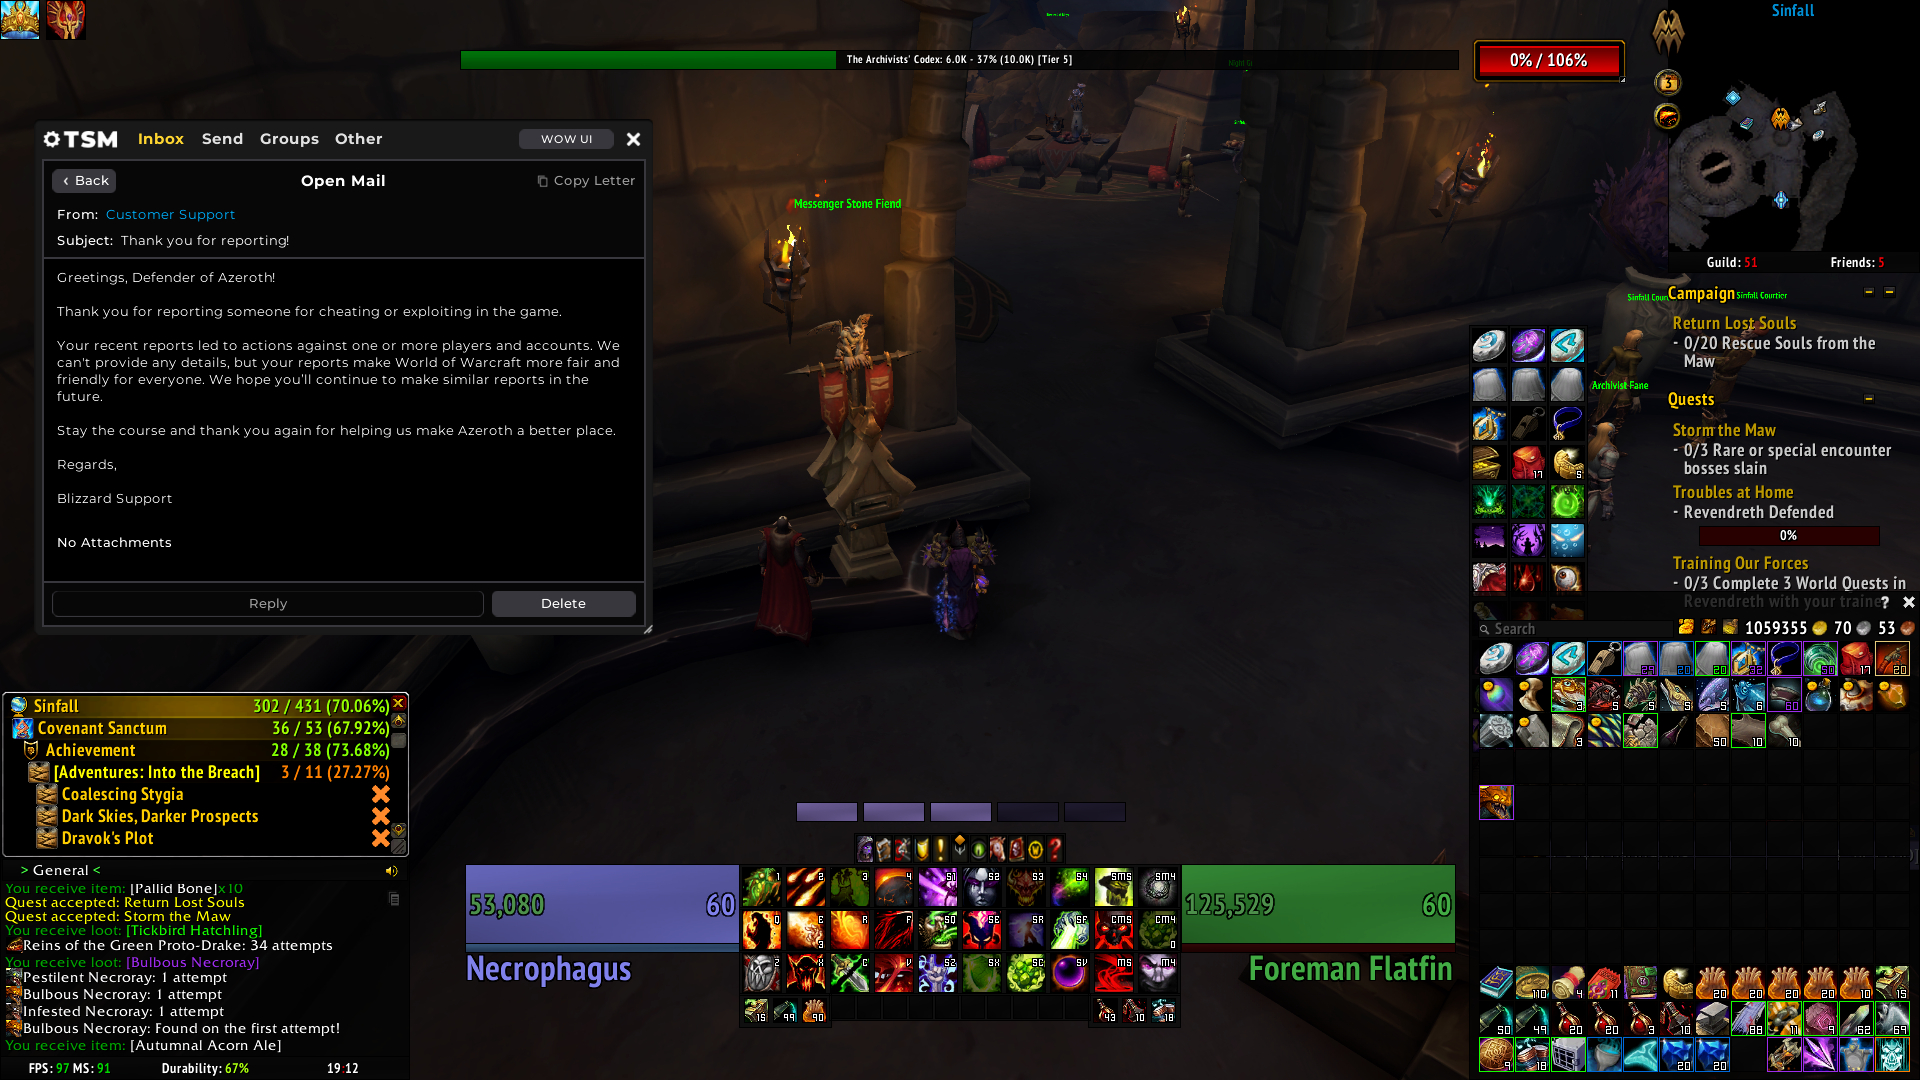 Sinfall
The Archivists' Codex: 6.0K - 37% (10.0K) [Tier 5]
0% / 106%
3
TSM
Inbox
Send
Groups
Other
WOW UI
Back
Open Mail
Copy Letter
From: Customer Support
Subject: Thank you for reporting!
Greetings, Defender of Azeroth!
Thank you for reporting someone for cheating or exploiting in the game.
Your recent reports led to actions against one or more players and accounts. We
can't provide any details, but your reports make World of Warcraft more fair and
friendly for everyone. We hope you'll continue to make similar reports in the
future.
Stay the course and thank you again for helping us make Azeroth a better place.
Regards,
Blizzard Support
No Attachments
Reply
Delete
Messenger Stone Fiend
Guild: 51
Friends: 5
Campaign
Sinfall Courtier
Return Lost Souls
- 0/20 Rescue Souls from the
Maw
Archivist Fane
Quests
Storm the Maw
- 0/3 Rare or special encounter
bosses slain
Troubles at Home
- Revendreth Defended
0%
Training Our Forces
- 0/3 Complete 3 World Quests in
Revendreth with your traine
?
Search
1059355 70 53
Sinfall 302 / 431 (70.06%)
Covenant Sanctum 36 / 53 (67.92%)
Achievement 28 / 38 (73.68%)
[Adventures: Into the Breach] 3 / 11 (27.27%)
Coalescing Stygia
Dark Skies, Darker Prospects
Dravok's Plot
> General <
You receive item: [Pallid Bone]x10
Quest accepted: Return Lost Souls
Quest accepted: Storm the Maw
You receive loot: [Tickbird Hatchling]
Reins of the Green Proto-Drake: 34 attempts
You receive loot: [Bulbous Necroray]
Pestilent Necroray: 1 attempt
Bulbous Necroray: 1 attempt
Infested Necroray: 1 attempt
Bulbous Necroray: Found on the first attempt!
You receive item: [Autumnal Acorn Ale]
FPS: 97 MS: 91
Durability: 67%
19:12
53,080
60
Necrophagus
125,529
60
Foreman Flatfin